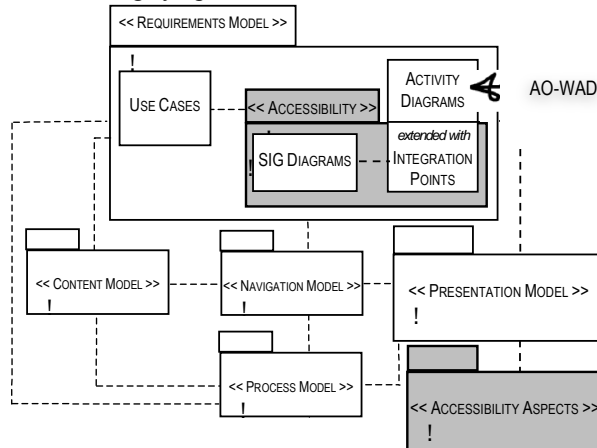 << REQUIREMENTS MODEL >>
!
USE CASES
<< ACCESSIBILITY >>
!
SIG DIAGRAMS
ACTIVITY
DIAGRAMS
extended with
INTEGRATION
POINTS
AO-WAD
<< CONTENT MODEL >>
!
<< NAVIGATION MODEL >>
!
<< PRESENTATION MODEL >>
!
<< PROCESS MODEL >>
!
<< ACCESSIBILITY ASPECTS >>
!